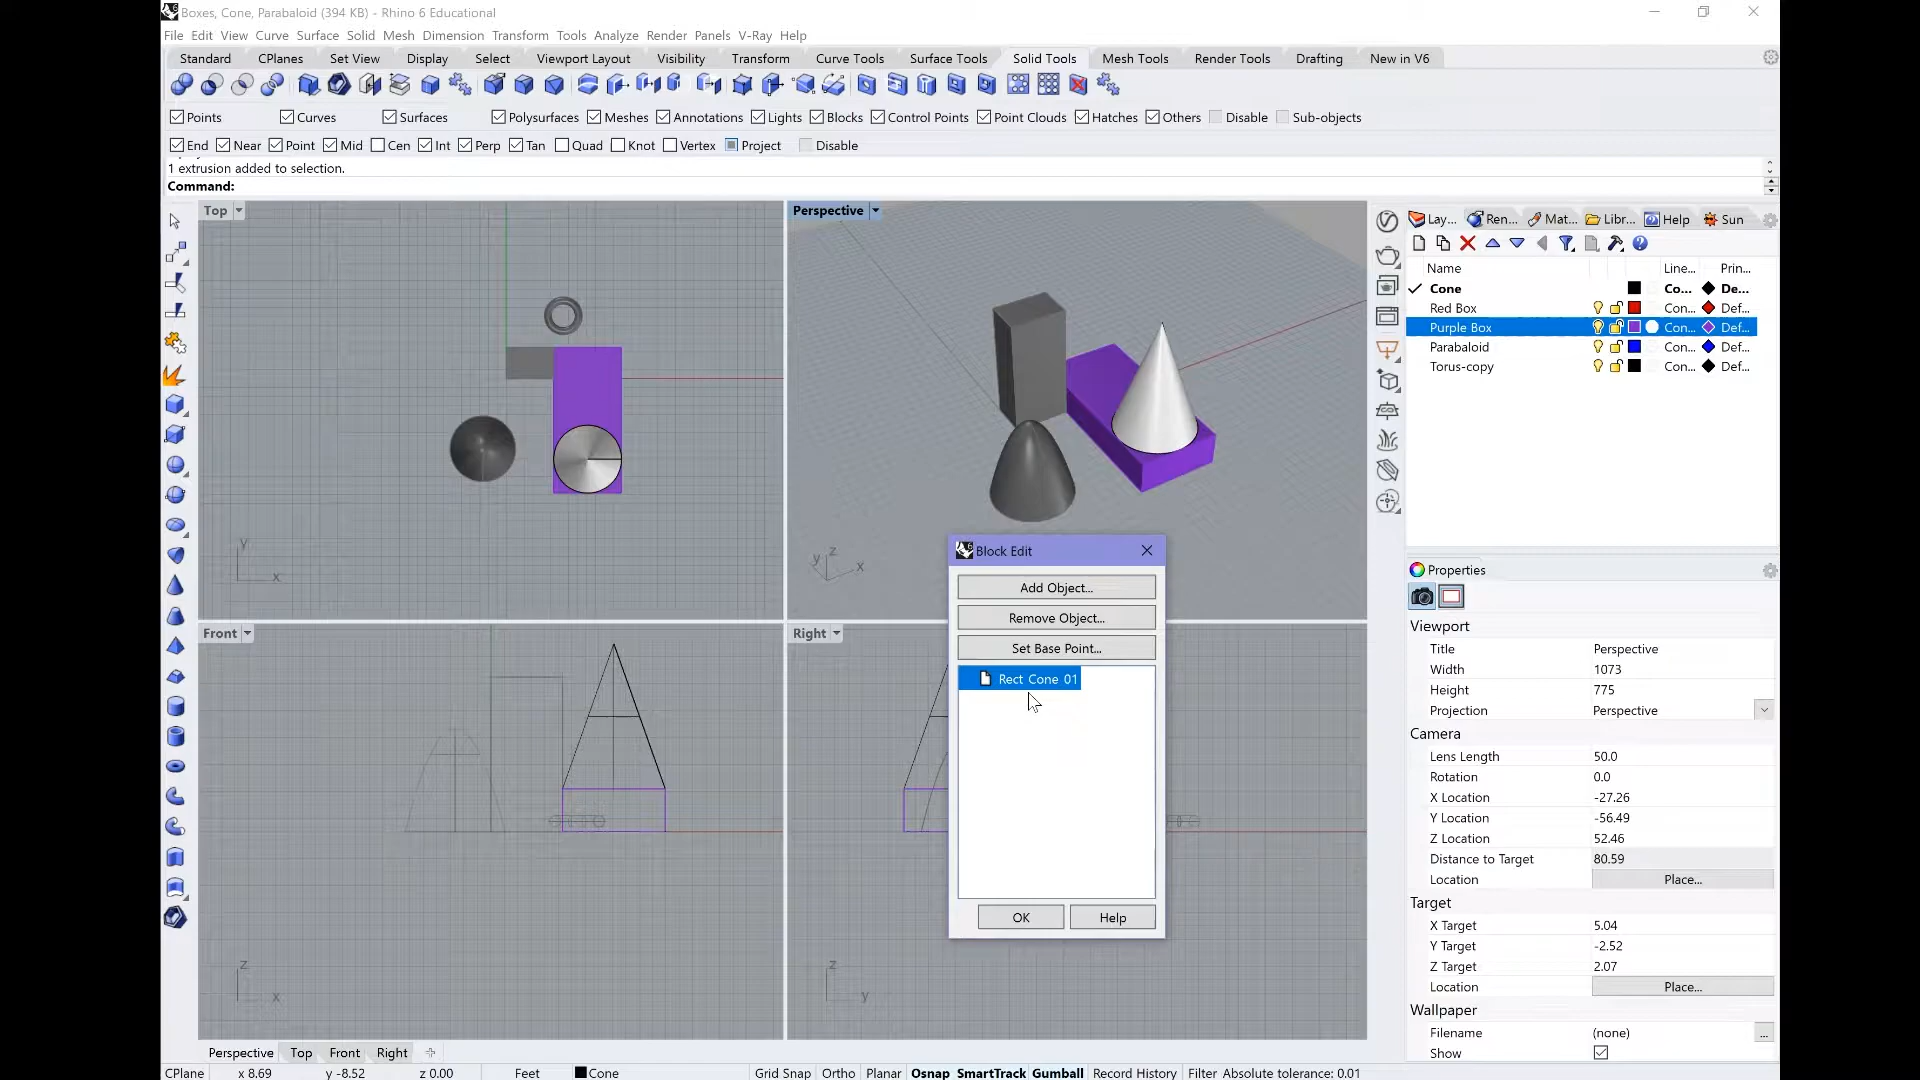 Boxes, Cone, Parabaloid (394 KB) - Rhino 6 Educational
File Edit View Curve Surface Solid Mesh Dimension Transform Tools Analyze Render Panels V-Ray Help
Standard CPlanes Set View Display Select Viewport Layout Visibility Transform Curve Tools Surface Tools Solid Tools Mesh Tools Render Tools Drafting New in V6
Points Curves Surfaces Polysurfaces Meshes Annotations Lights Blocks Control Points Point Clouds Hatches Others Disable Sub-objects
End Near Point Mid Cen Int Perp Tan Quad Knot Vertex Project Disable
1 extrusion added to selection.
Command:
Top
Perspective
Lay... Ren... Mat... Libr... Help Sun
Name Line... Prin...
Cone Co... De...
Red Box Con... Def...
Purple Box Con... Def...
Parabaloid Con... Def...
Torus-copy Con... Def...
y
x
z
y
x
Block Edit
Add Object...
Remove Object...
Set Base Point...
Rect Cone 01
OK Help
Front
Right
z
x
z
y
Properties
Viewport
Title Perspective
Width 1073
Height 775
Projection Perspective
Camera
Lens Length 50.0
Rotation 0.0
X Location -27.26
Y Location -56.49
Z Location 52.46
Distance to Target 80.59
Location Place...
Target
X Target 5.04
Y Target -2.52
Z Target 2.07
Location Place...
Wallpaper
Filename (none) ...
Show
Perspective Top Front Right
CPlane x 8.69 y -8.52 z 0.00 Feet Cone Grid Snap Ortho Planar Osnap SmartTrack Gumball Record History Filter Absolute tolerance: 0.01